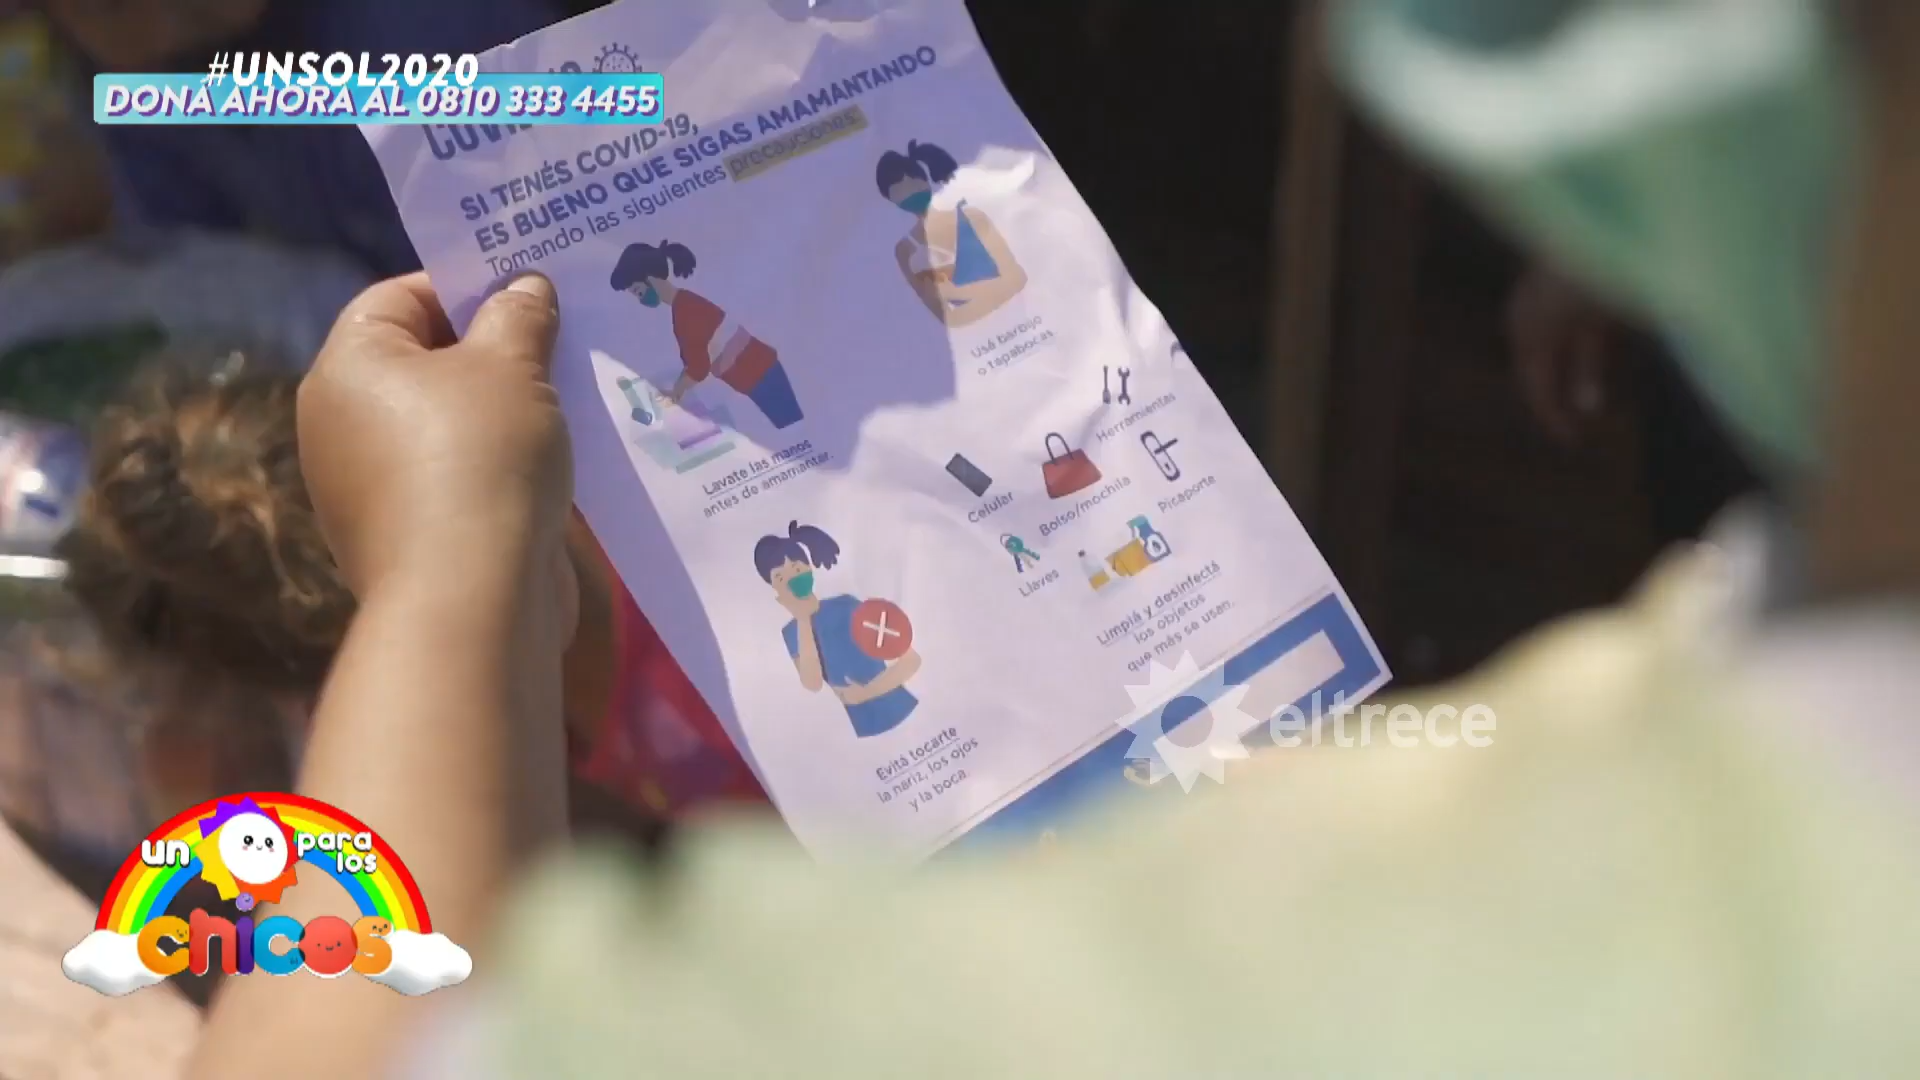 #UNSOL2020
DONÁ AHORA AL 0810 333 4455
SI TENÉS COVID-19,
ES BUENO QUE SIGAS AMAMANTANDO
Tomando las siguientes precauciones:
Usá barbijo
o tapabocas
Lavate las manos
antes de amamantar.
Herramientas
Celular
Bolso/mochila
Picaporte
Llaves
Limpiá y desinfectá
los objetos
que más se usan.
Evitá tocarte
la nariz, los ojos
y la boca.
eltrece
un para
los
chicos